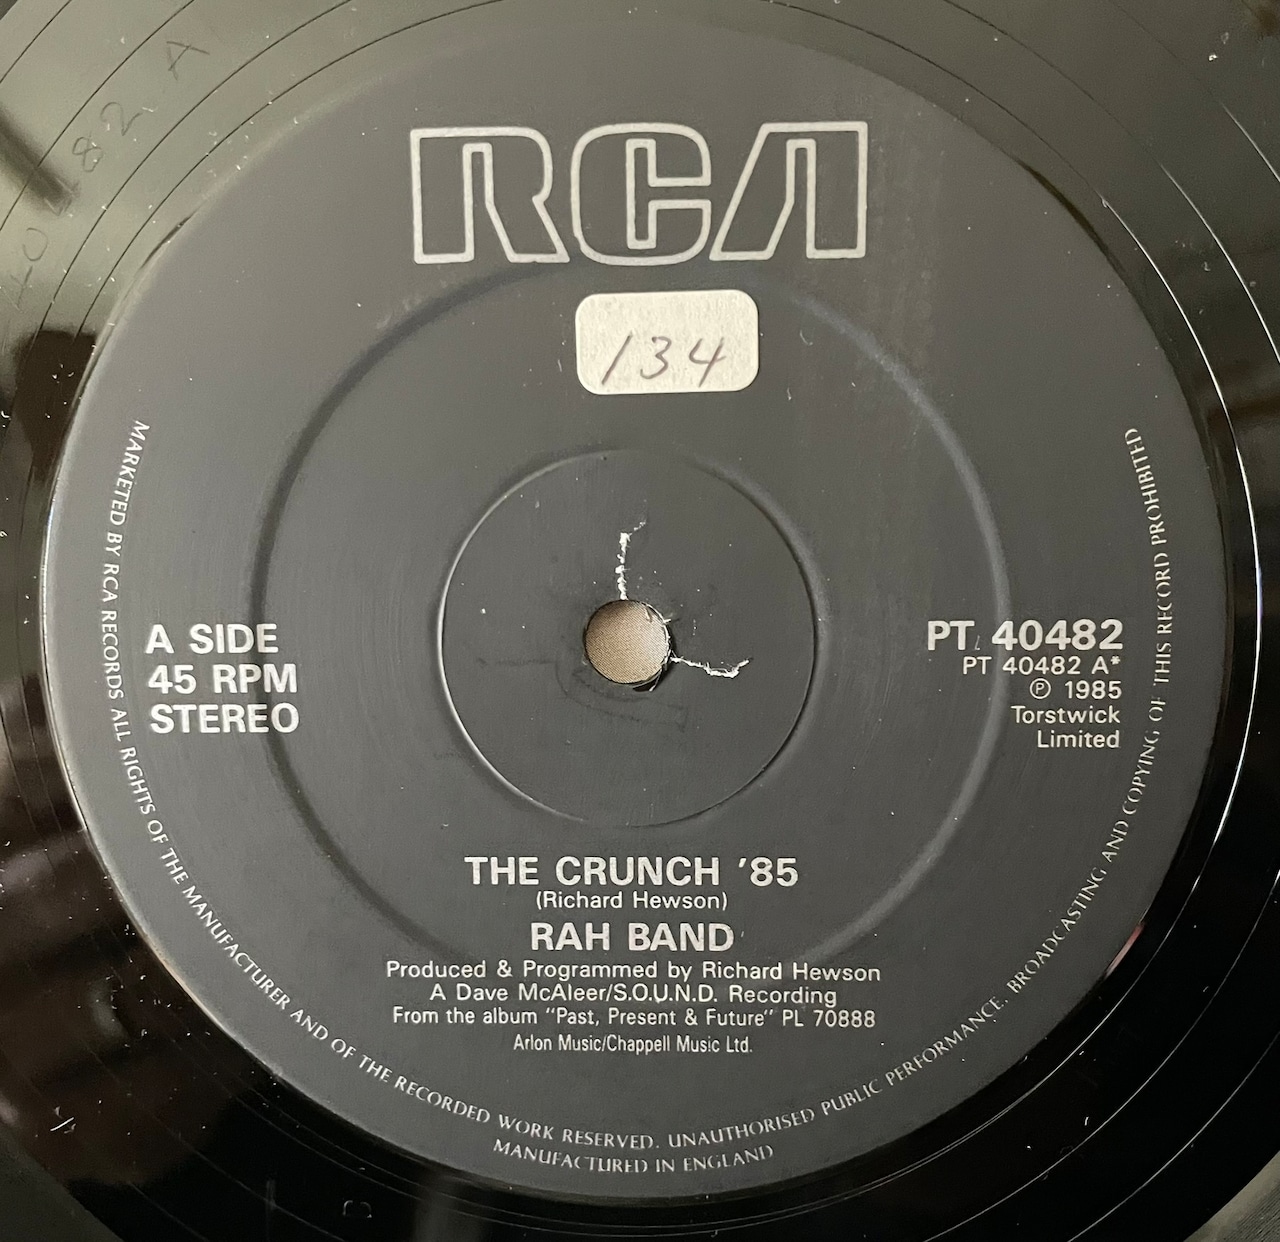 RCA
134
A SIDE
45 RPM
STEREO
PT 40482
PT 40482 A*
℗ 1985
Torstwick
Limited
THE CRUNCH '85
(Richard Hewson)
RAH BAND
Produced & Programmed by Richard Hewson
A Dave McAleer/S.O.U.N.D. Recording
From the album "Past, Present & Future" PL 70888
Arlon Music/Chappell Music Ltd.
MARKETED BY RCA RECORDS ALL RIGHTS OF THE MANUFACTURER AND OF THE RECORDED WORK RESERVED. UNAUTHORISED PUBLIC PERFORMANCE. BROADCASTING AND COPYING OF THIS RECORD PROHIBITED
MANUFACTURED IN ENGLAND